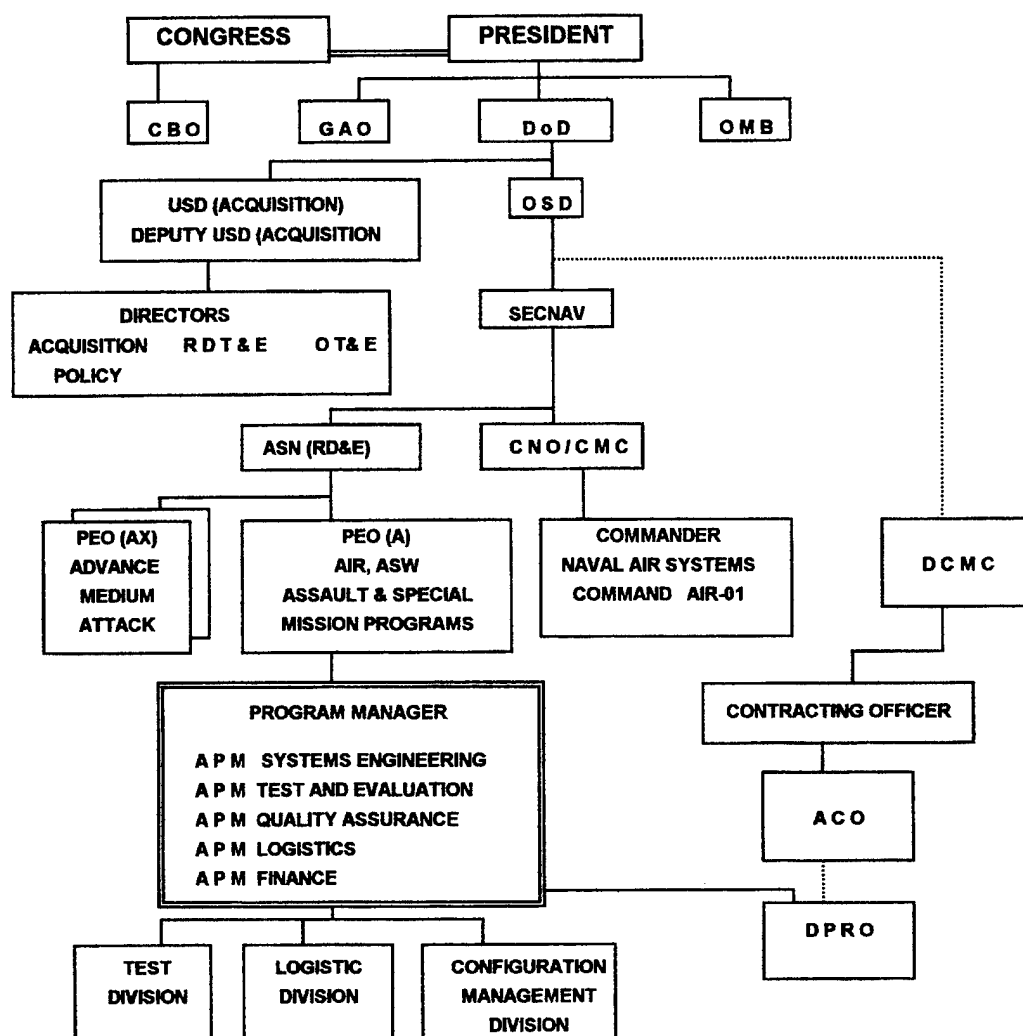 CONGRESS
PRESIDENT
C B O
G A O
D o D
O M B
USD (ACQUISITION)
DEPUTY USD (ACQUISITION
O S D
DIRECTORS
ACQUISITION R D T & E O T & E
POLICY
SECNAV
ASN (RD&E)
C N O / C M C
PEO (AX)
ADVANCE
MEDIUM
ATTACK
PEO (A)
AIR, ASW
ASSAULT & SPECIAL
MISSION PROGRAMS
COMMANDER
NAVAL AIR SYSTEMS
COMMAND AIR-01
D C M C
PROGRAM MANAGER
A P M SYSTEMS ENGINEERING
A P M TEST AND EVALUATION
A P M QUALITY ASSURANCE
A P M LOGISTICS
A P M FINANCE
CONTRACTING OFFICER
A C O
D P R O
TEST
DIVISION
LOGISTIC
DIVISION
CONFIGURATION
MANAGEMENT
DIVISION